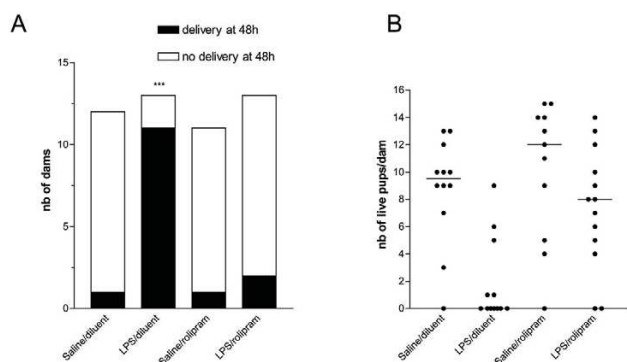 A
delivery at 48h
no delivery at 48h
nb of dams
15
10
5
0
***
Saline/diluent
LPS/diluent
Saline/rolipram
LPS/rolipram
B
nb of live pups/dam
16
14
12
10
8
6
4
2
0
Saline/diluent
LPS/diluent
Saline/rolipram
LPS/rolipram